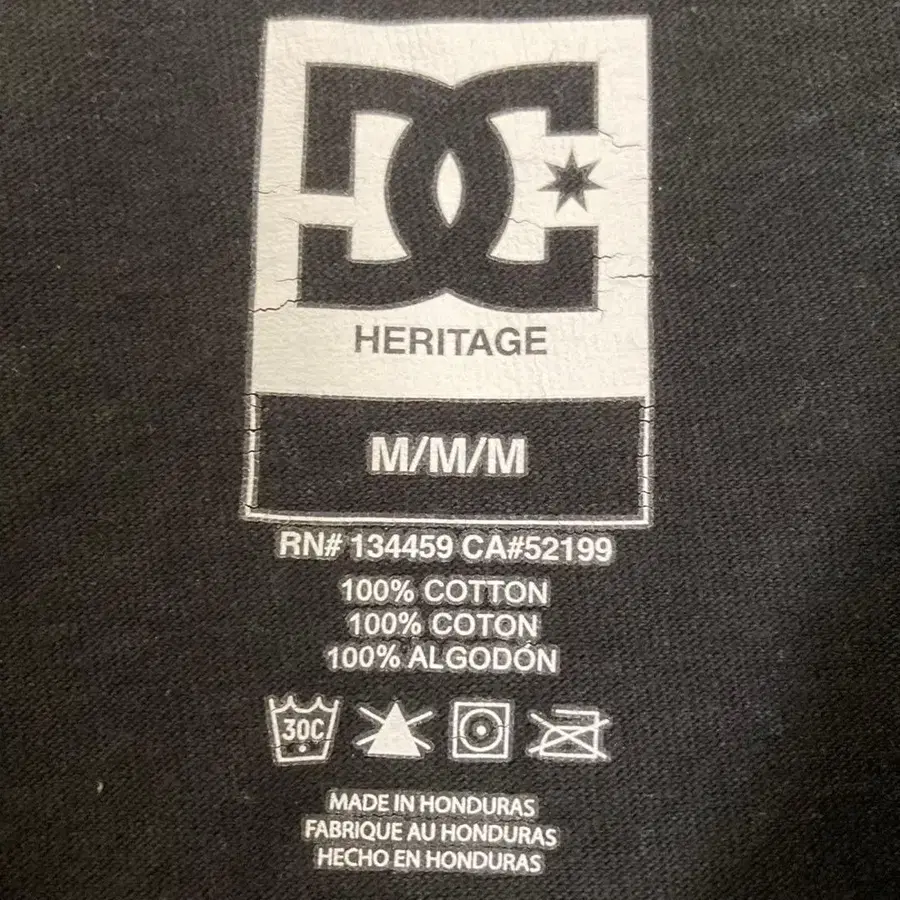 DC
HERITAGE
M/M/M
RN# 134459 CA#52199
100% COTTON
100% COTON
100% ALGODÓN
30C
MADE IN HONDURAS
FABRIQUE AU HONDURAS
HECHO EN HONDURAS